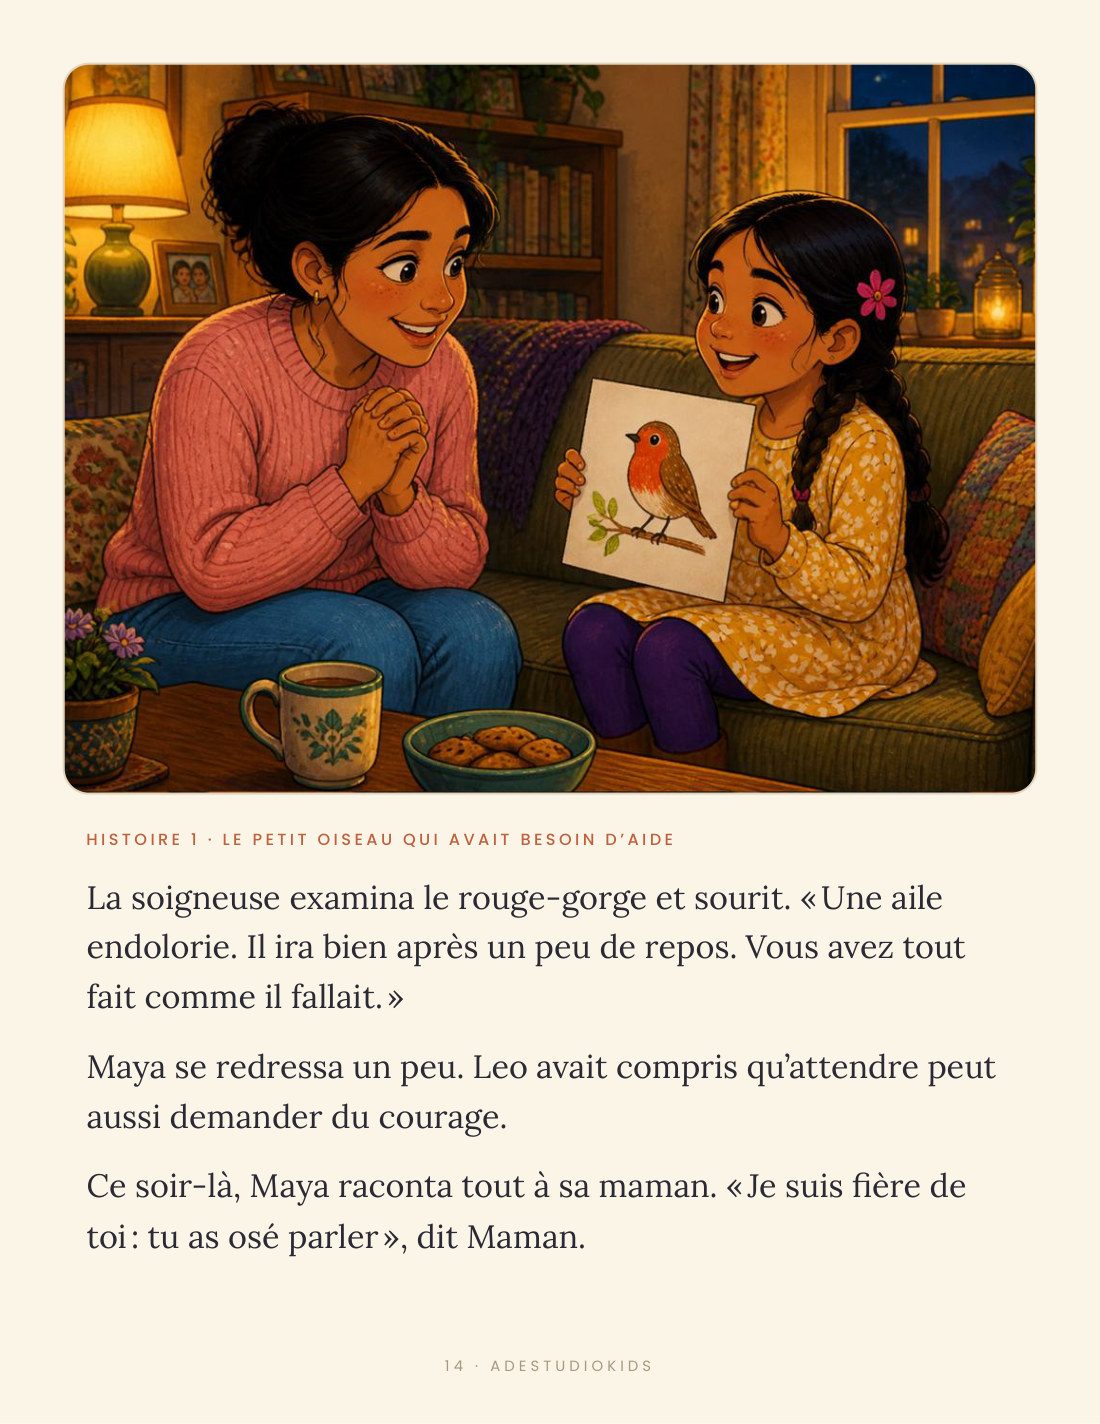 HISTOIRE 1 · LE PETIT OISEAU QUI AVAIT BESOIN D’AIDE
La soigneuse examina le rouge-gorge et sourit. « Une aile
endolorie. Il ira bien après un peu de repos. Vous avez tout
fait comme il fallait. »
Maya se redressa un peu. Leo avait compris qu’attendre peut
aussi demander du courage.
Ce soir-là, Maya raconta tout à sa maman. « Je suis fière de
toi : tu as osé parler », dit Maman.
14 · ADESTUDIOKIDS